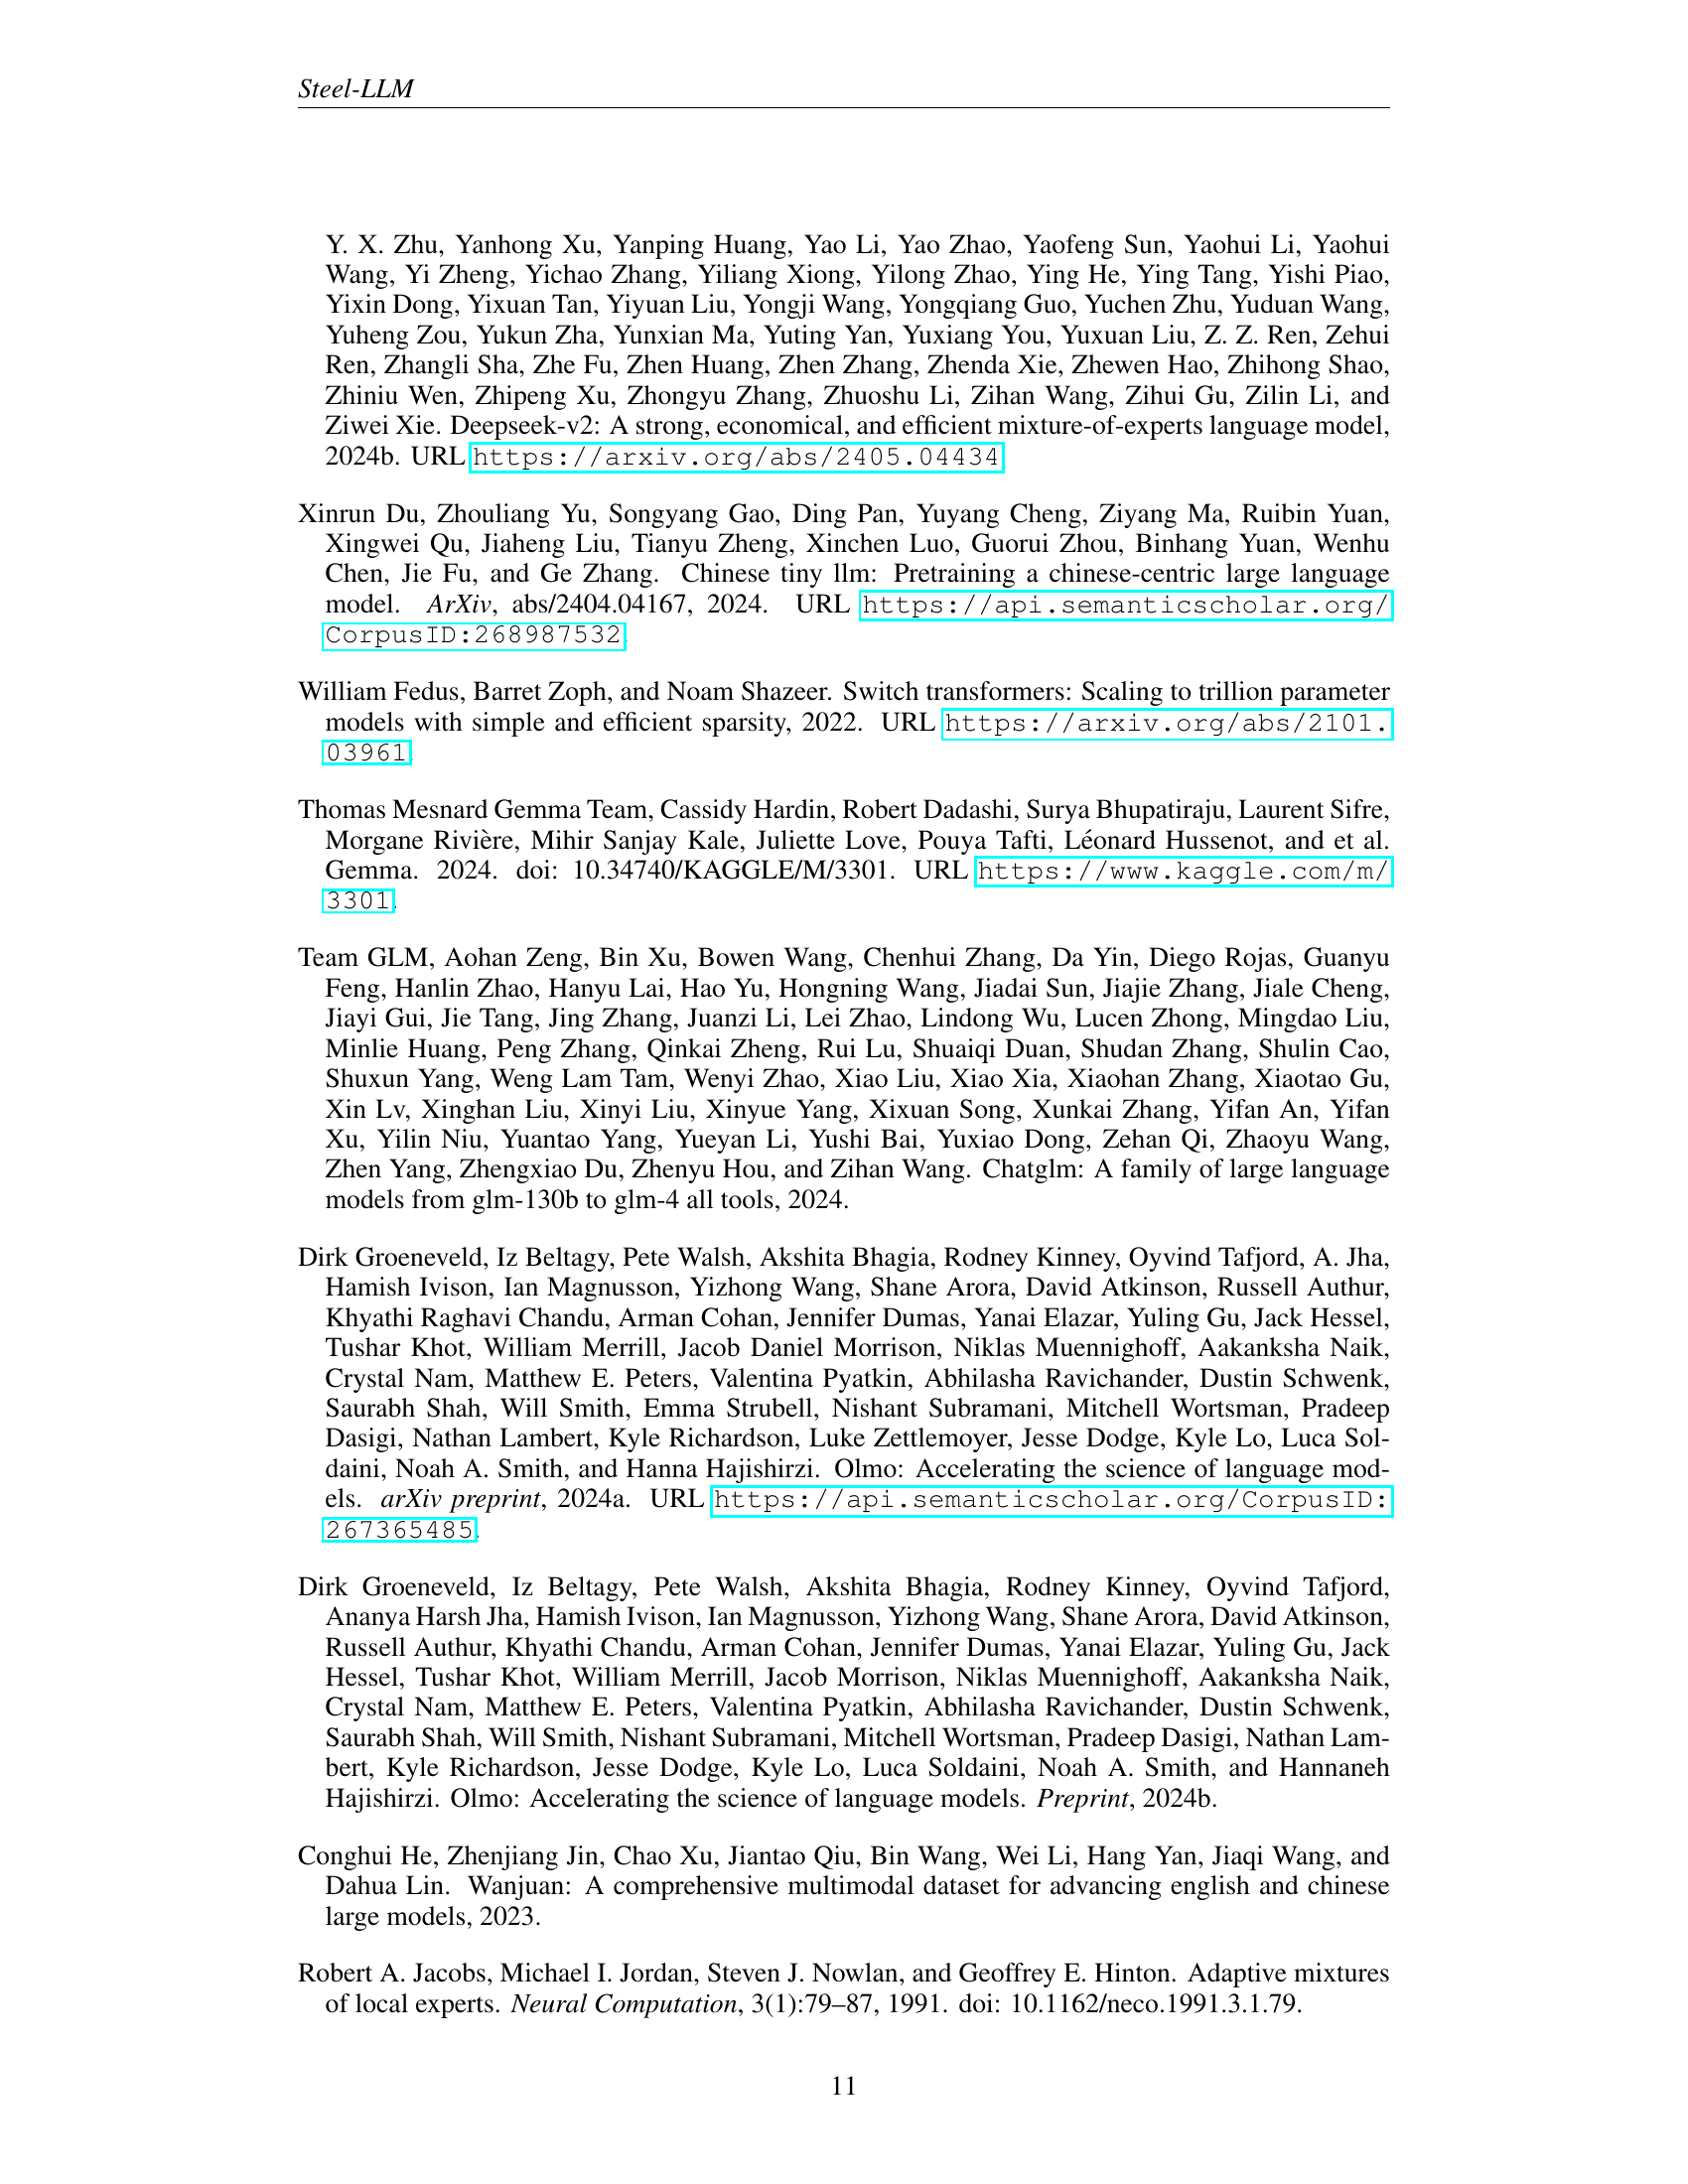 Steel-LLM
Y. X. Zhu, Yanhong Xu, Yanping Huang, Yao Li, Yao Zhao, Yaofeng Sun, Yaohui Li, Yaohui
Wang, Yi Zheng, Yichao Zhang, Yiliang Xiong, Yilong Zhao, Ying He, Ying Tang, Yishi Piao,
Yixin Dong, Yixuan Tan, Yiyuan Liu, Yongji Wang, Yongqiang Guo, Yuchen Zhu, Yuduan Wang,
Yuheng Zou, Yukun Zha, Yunxian Ma, Yuting Yan, Yuxiang You, Yuxuan Liu, Z. Z. Ren, Zehui
Ren, Zhangli Sha, Zhe Fu, Zhen Huang, Zhen Zhang, Zhenda Xie, Zhewen Hao, Zhihong Shao,
Zhiniu Wen, Zhipeng Xu, Zhongyu Zhang, Zhuoshu Li, Zihan Wang, Zihui Gu, Zilin Li, and
Ziwei Xie. Deepseek-v2: A strong, economical, and efficient mixture-of-experts language model,
2024b. URL https://arxiv.org/abs/2405.04434.
Xinrun Du, Zhouliang Yu, Songyang Gao, Ding Pan, Yuyang Cheng, Ziyang Ma, Ruibin Yuan,
Xingwei Qu, Jiaheng Liu, Tianyu Zheng, Xinchen Luo, Guorui Zhou, Binhang Yuan, Wenhu
Chen, Jie Fu, and Ge Zhang. Chinese tiny llm: Pretraining a chinese-centric large language
model. ArXiv, abs/2404.04167, 2024. URL https://api.semanticscholar.org/
CorpusID:268987532.
William Fedus, Barret Zoph, and Noam Shazeer. Switch transformers: Scaling to trillion parameter
models with simple and efficient sparsity, 2022. URL https://arxiv.org/abs/2101.
03961.
Thomas Mesnard Gemma Team, Cassidy Hardin, Robert Dadashi, Surya Bhupatiraju, Laurent Sifre,
Morgane Rivière, Mihir Sanjay Kale, Juliette Love, Pouya Tafti, Léonard Hussenot, and et al.
Gemma. 2024. doi: 10.34740/KAGGLE/M/3301. URL https://www.kaggle.com/m/
3301.
Team GLM, Aohan Zeng, Bin Xu, Bowen Wang, Chenhui Zhang, Da Yin, Diego Rojas, Guanyu
Feng, Hanlin Zhao, Hanyu Lai, Hao Yu, Hongning Wang, Jiadai Sun, Jiajie Zhang, Jiale Cheng,
Jiayi Gui, Jie Tang, Jing Zhang, Juanzi Li, Lei Zhao, Lindong Wu, Lucen Zhong, Mingdao Liu,
Minlie Huang, Peng Zhang, Qinkai Zheng, Rui Lu, Shuaiqi Duan, Shudan Zhang, Shulin Cao,
Shuxun Yang, Weng Lam Tam, Wenyi Zhao, Xiao Liu, Xiao Xia, Xiaohan Zhang, Xiaotao Gu,
Xin Lv, Xinghan Liu, Xinyi Liu, Xinyue Yang, Xixuan Song, Xunkai Zhang, Yifan An, Yifan
Xu, Yilin Niu, Yuantao Yang, Yueyan Li, Yushi Bai, Yuxiao Dong, Zehan Qi, Zhaoyu Wang,
Zhen Yang, Zhengxiao Du, Zhenyu Hou, and Zihan Wang. Chatglm: A family of large language
models from glm-130b to glm-4 all tools, 2024.
Dirk Groeneveld, Iz Beltagy, Pete Walsh, Akshita Bhagia, Rodney Kinney, Oyvind Tafjord, A. Jha,
Hamish Ivison, Ian Magnusson, Yizhong Wang, Shane Arora, David Atkinson, Russell Authur,
Khyathi Raghavi Chandu, Arman Cohan, Jennifer Dumas, Yanai Elazar, Yuling Gu, Jack Hessel,
Tushar Khot, William Merrill, Jacob Daniel Morrison, Niklas Muennighoff, Aakanksha Naik,
Crystal Nam, Matthew E. Peters, Valentina Pyatkin, Abhilasha Ravichander, Dustin Schwenk,
Saurabh Shah, Will Smith, Emma Strubell, Nishant Subramani, Mitchell Wortsman, Pradeep
Dasigi, Nathan Lambert, Kyle Richardson, Luke Zettlemoyer, Jesse Dodge, Kyle Lo, Luca Sol-
daini, Noah A. Smith, and Hanna Hajishirzi. Olmo: Accelerating the science of language mod-
els. arXiv preprint, 2024a. URL https://api.semanticscholar.org/CorpusID:
267365485.
Dirk Groeneveld, Iz Beltagy, Pete Walsh, Akshita Bhagia, Rodney Kinney, Oyvind Tafjord,
Ananya Harsh Jha, Hamish Ivison, Ian Magnusson, Yizhong Wang, Shane Arora, David Atkinson,
Russell Authur, Khyathi Chandu, Arman Cohan, Jennifer Dumas, Yanai Elazar, Yuling Gu, Jack
Hessel, Tushar Khot, William Merrill, Jacob Morrison, Niklas Muennighoff, Aakanksha Naik,
Crystal Nam, Matthew E. Peters, Valentina Pyatkin, Abhilasha Ravichander, Dustin Schwenk,
Saurabh Shah, Will Smith, Nishant Subramani, Mitchell Wortsman, Pradeep Dasigi, Nathan Lam-
bert, Kyle Richardson, Jesse Dodge, Kyle Lo, Luca Soldaini, Noah A. Smith, and Hannaneh
Hajishirzi. Olmo: Accelerating the science of language models. Preprint, 2024b.
Conghui He, Zhenjiang Jin, Chao Xu, Jiantao Qiu, Bin Wang, Wei Li, Hang Yan, Jiaqi Wang, and
Dahua Lin. Wanjuan: A comprehensive multimodal dataset for advancing english and chinese
large models, 2023.
Robert A. Jacobs, Michael I. Jordan, Steven J. Nowlan, and Geoffrey E. Hinton. Adaptive mixtures
of local experts. Neural Computation, 3(1):79–87, 1991. doi: 10.1162/neco.1991.3.1.79.
11